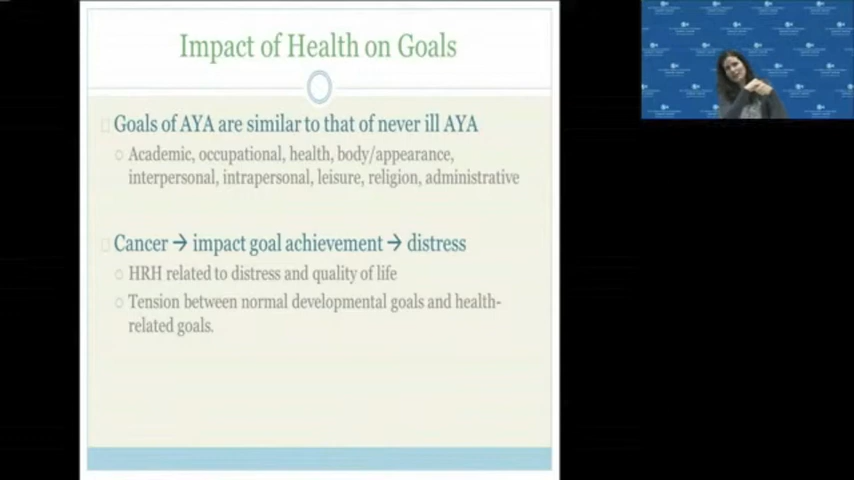 Impact of Health on Goals
Goals of AYA are similar to that of never ill AYA
Academic, occupational, health, body/appearance,
interpersonal, intrapersonal, leisure, religion, administrative
Cancer → impact goal achievement → distress
HRH related to distress and quality of life
Tension between normal developmental goals and health-
related goals.